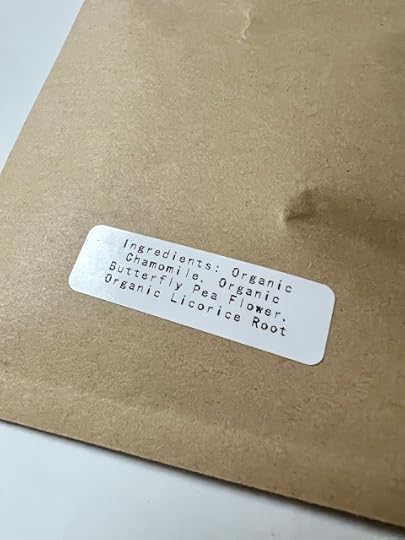 Ingredients: Organic
Chamomile, Organic
Butterfly Pea Flower,
Organic Licorice Root